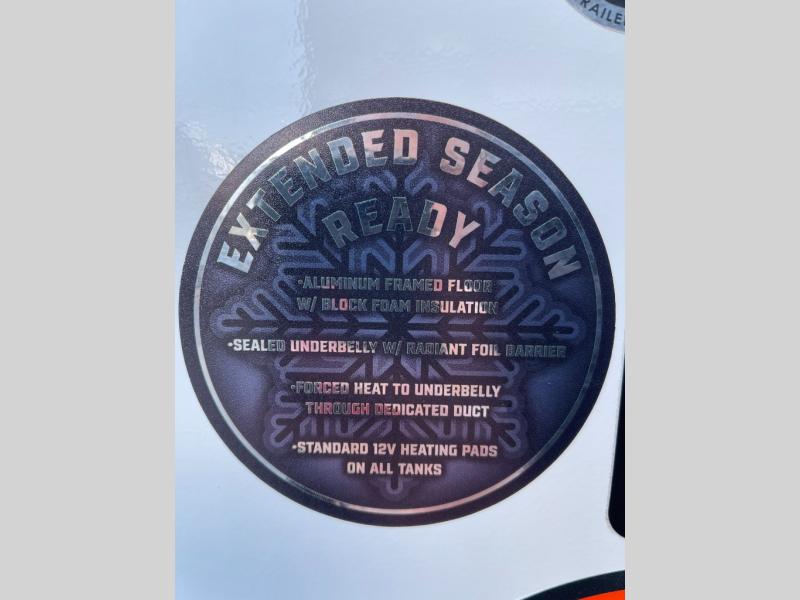 RAILE
EXTENDED SEASON
READY
•ALUMINUM FRAMED FLOOR
W/ BLOCK FOAM INSULATION
•SEALED UNDERBELLY W/ RADIANT FOIL BARRIER
•FORCED HEAT TO UNDERBELLY
THROUGH DEDICATED DUCT
•STANDARD 12V HEATING PADS
ON ALL TANKS